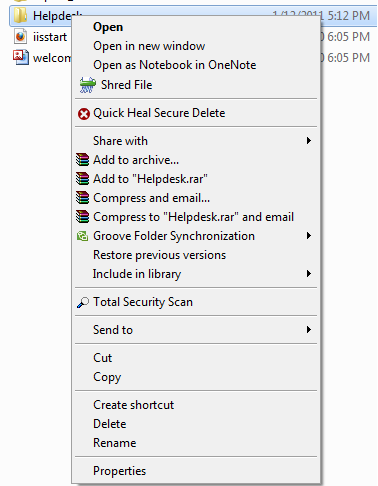 Helpdesk 1/12/2011 5:12 PM
Open
iisstart 6:05 PM
Open in new window
welcom 6:05 PM
Open as Notebook in OneNote
Shred File
Quick Heal Secure Delete
Share with
Add to archive...
Add to "Helpdesk.rar"
Compress and email...
Compress to "Helpdesk.rar" and email
Groove Folder Synchronization
Restore previous versions
Include in library
Total Security Scan
Send to
Cut
Copy
Create shortcut
Delete
Rename
Properties